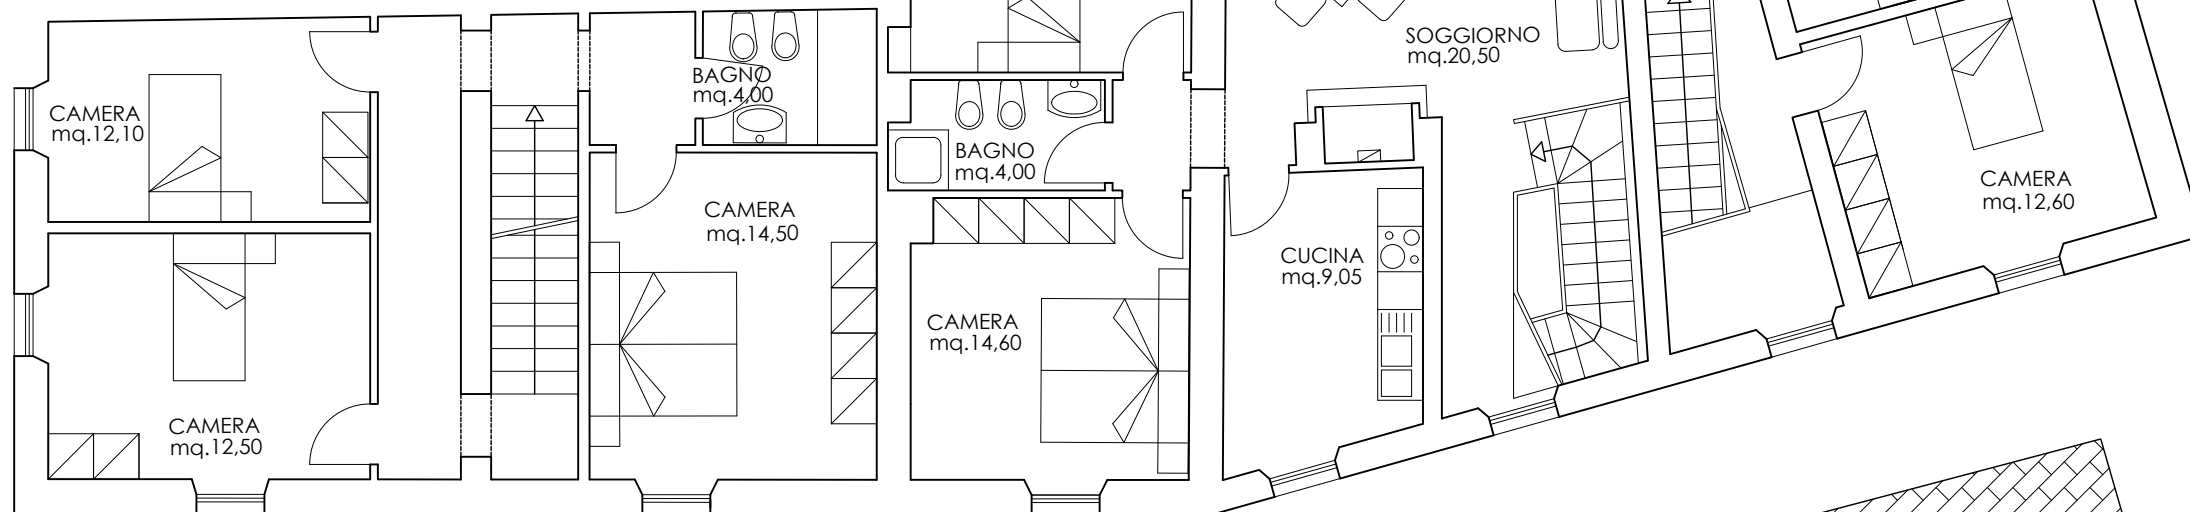 CAMERA
mq.12,10
BAGNO
mq.4,00
SOGGIORNO
mq.20,50
BAGNO
mq.4,00
CAMERA
mq.12,60
CAMERA
mq.14,50
CUCINA
mq.9,05
CAMERA
mq.14,60
CAMERA
mq.12,50